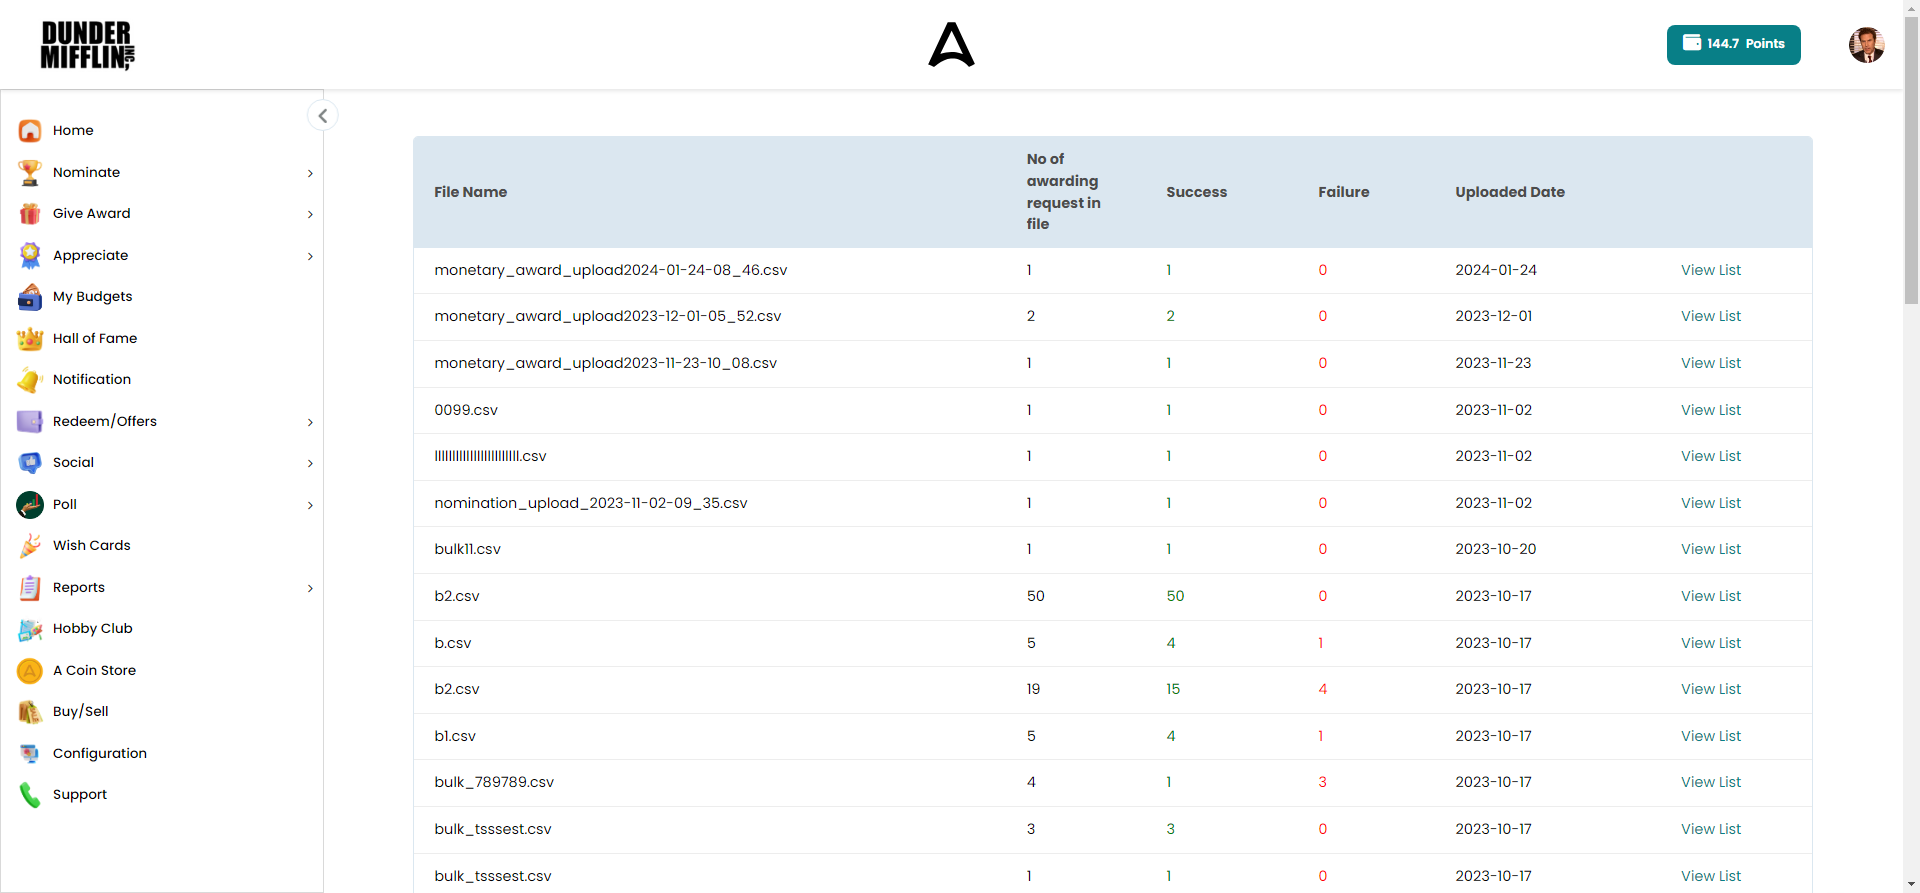 DUNDER
MIFFLIN, INC
144.7 Points
Home
Nominate
Give Award
Appreciate
My Budgets
Hall of Fame
Notification
Redeem/Offers
Social
Poll
Wish Cards
Reports
Hobby Club
A Coin Store
Buy/Sell
Configuration
Support
File Name No of awarding request in file Success Failure Uploaded Date
monetary_award_upload2024-01-24-08_46.csv 1 1 0 2024-01-24 View List
monetary_award_upload2023-12-01-05_52.csv 2 2 0 2023-12-01 View List
monetary_award_upload2023-11-23-10_08.csv 1 1 0 2023-11-23 View List
0099.csv 1 1 0 2023-11-02 View List
1 1 0 2023-11-02 View List
nomination_upload_2023-11-02-09_35.csv 1 1 0 2023-11-02 View List
bulk11.csv 1 1 0 2023-10-20 View List
b2.csv 50 50 0 2023-10-17 View List
b.csv 5 4 1 2023-10-17 View List
b2.csv 19 15 4 2023-10-17 View List
b1.csv 5 4 1 2023-10-17 View List
bulk_789789.csv 4 1 3 2023-10-17 View List
bulk_tsssest.csv 3 3 0 2023-10-17 View List
bulk_tsssest.csv 1 1 0 2023-10-17 View List